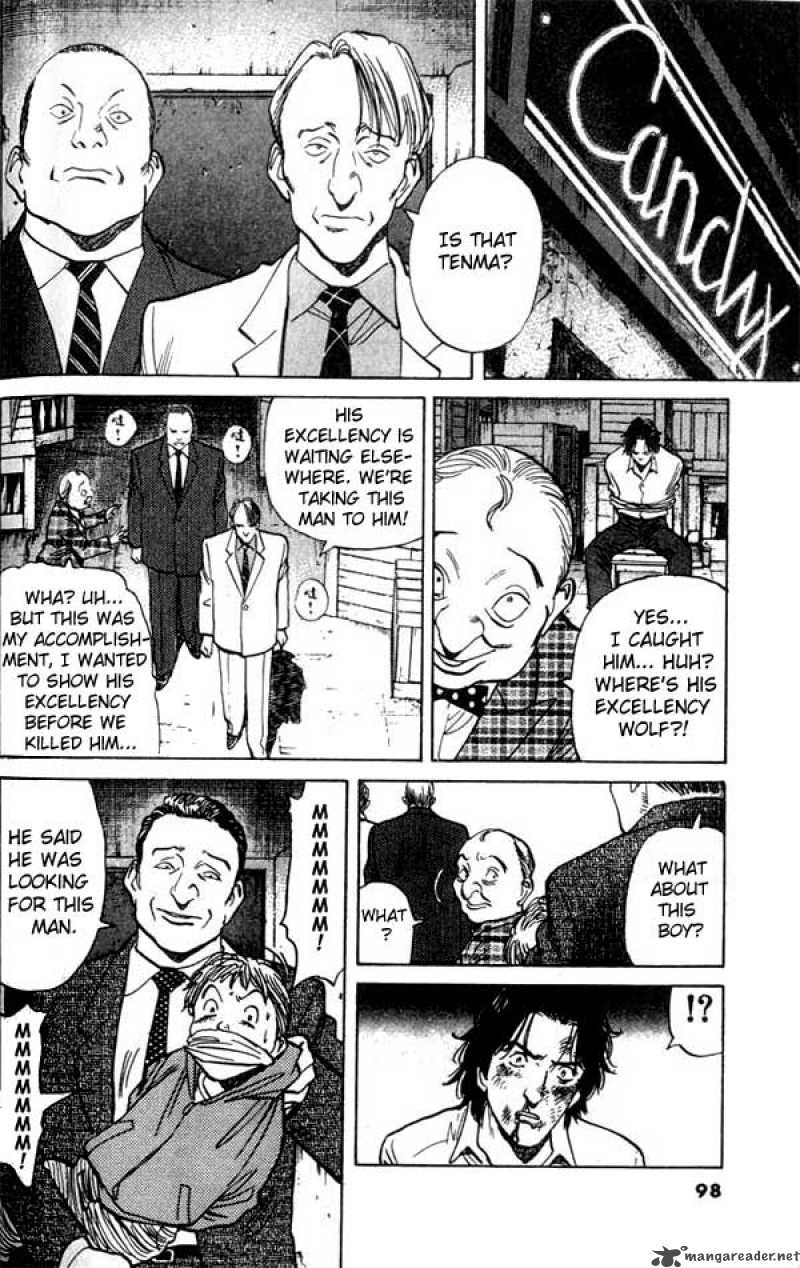 Candy
IS THAT
TENMA?
YES...
I CAUGHT
HIM... HUH?
WHERE'S HIS
EXCELLENCY
WOLF?!
HIS
EXCELLENCY IS
WAITING ELSE-
WHERE. WE'RE
TAKING THIS
MAN TO HIM!
WHA? UH...
BUT THIS WAS
MY ACCOMPLISH-
MENT, I WANTED
TO SHOW HIS
EXCELLENCY
BEFORE WE
KILLED HIM...
WHAT
ABOUT
THIS
BOY?
WHAT
?
!?
MMMMMMM!
HE SAID
HE WAS
LOOKING
FOR THIS
MAN.
MMMMMMM!
98
mangareader.net